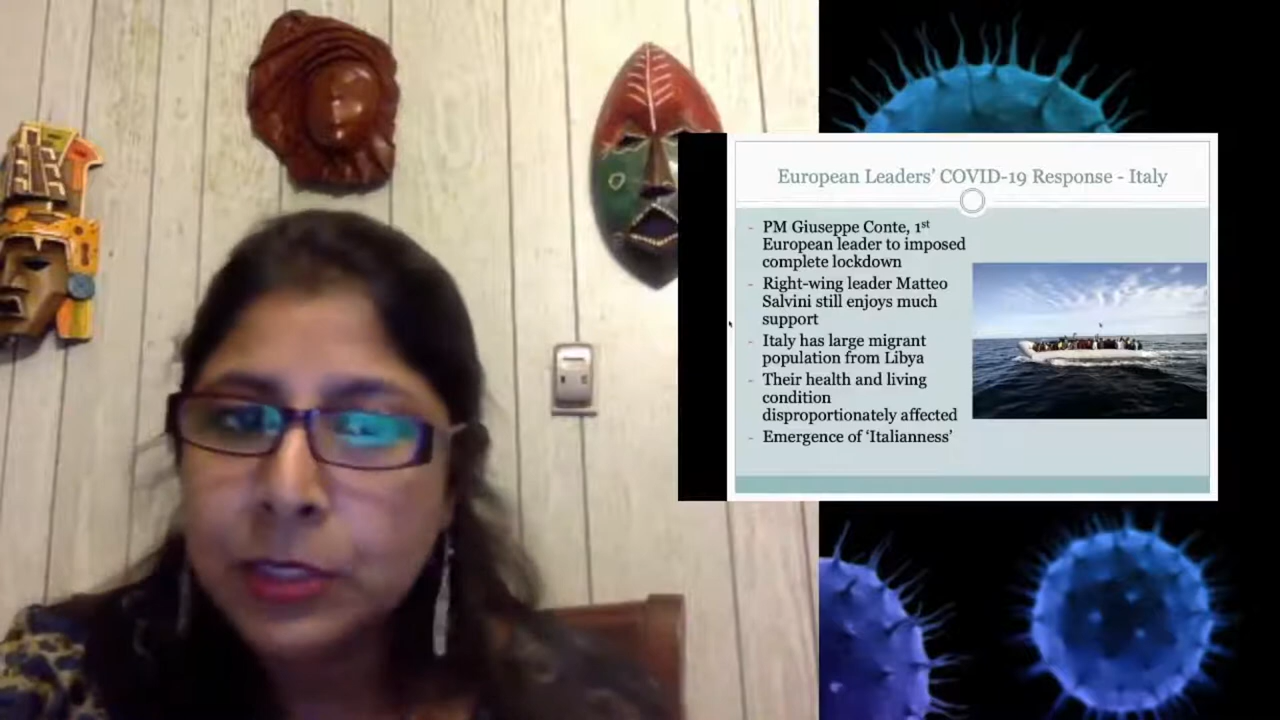 European Leaders' COVID-19 Response - Italy
- PM Giuseppe Conte, 1st
European leader to imposed
complete lockdown
- Right-wing leader Matteo
Salvini still enjoys much
support
- Italy has large migrant
population from Libya
- Their health and living
condition
disproportionately affected
- Emergence of 'Italianness'